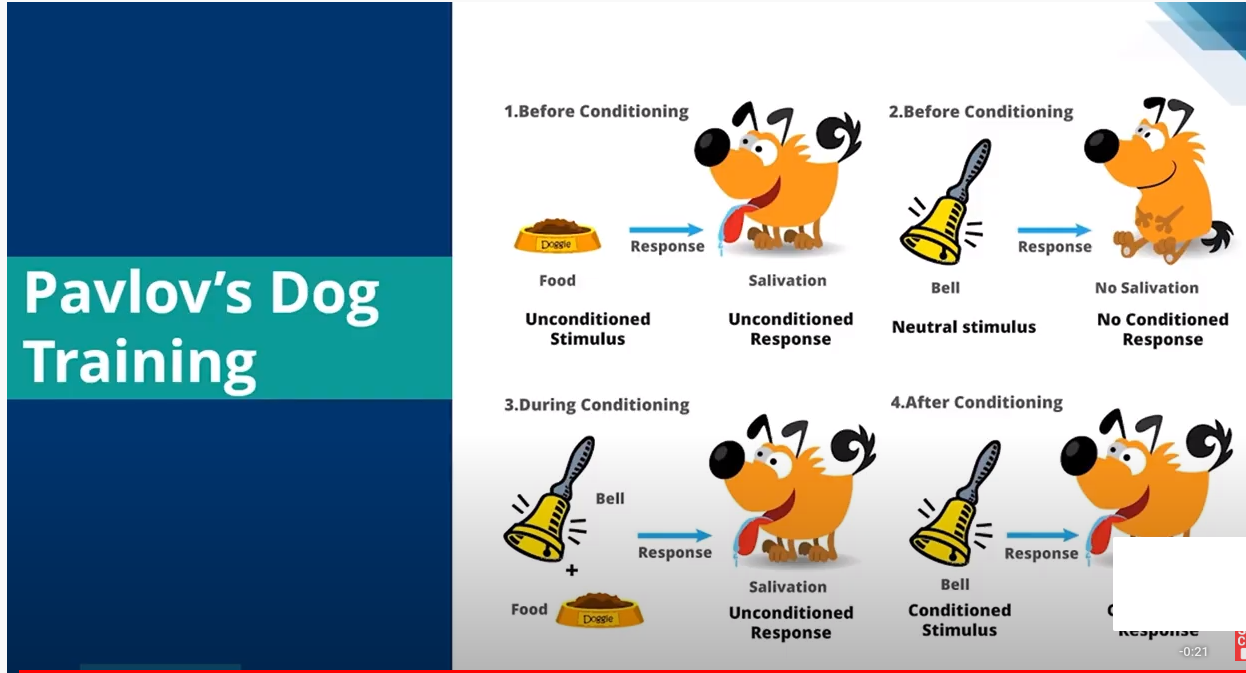 Pavlov's Dog
Training
1.Before Conditioning
Doggie
Response
Food
Salivation
Unconditioned
Stimulus
Unconditioned
Response
2.Before Conditioning
Response
Bell
No Salivation
Neutral stimulus
No Conditioned
Response
3.During Conditioning
Bell
Response
+
Food
Doggie
Salivation
Unconditioned
Response
4.After Conditioning
Response
Bell
Conditioned
Stimulus
Response
-0:21